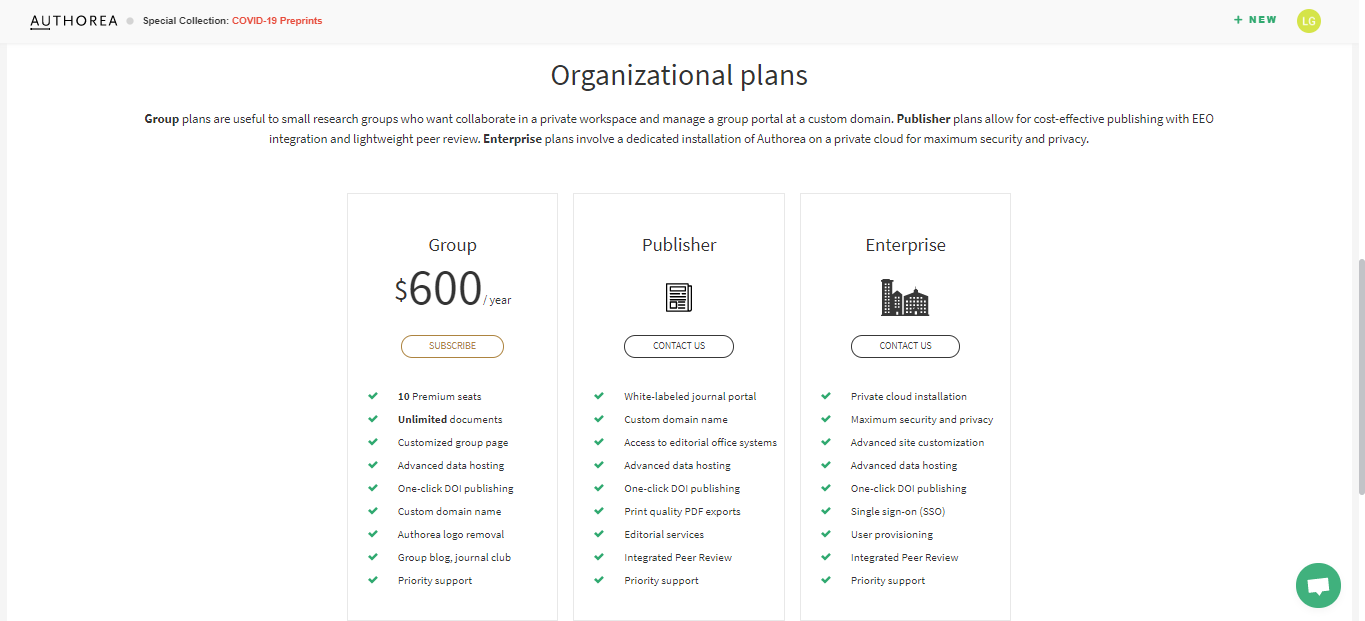 AUTHOREA
Special Collection: COVID-19 Preprints
+ NEW
LG
Organizational plans
Group plans are useful to small research groups who want collaborate in a private workspace and manage a group portal at a custom domain. Publisher plans allow for cost-effective publishing with EEO
integration and lightweight peer review. Enterprise plans involve a dedicated installation of Authorea on a private cloud for maximum security and privacy.
Group
$600/ year
SUBSCRIBE
10 Premium seats
Unlimited documents
Customized group page
Advanced data hosting
One-click DOI publishing
Custom domain name
Authorea logo removal
Group blog, journal club
Priority support
Publisher
CONTACT US
White-labeled journal portal
Custom domain name
Access to editorial office systems
Advanced data hosting
One-click DOI publishing
Print quality PDF exports
Editorial services
Integrated Peer Review
Priority support
Enterprise
CONTACT US
Private cloud installation
Maximum security and privacy
Advanced site customization
Advanced data hosting
One-click DOI publishing
Single sign-on (SSO)
User provisioning
Integrated Peer Review
Priority support